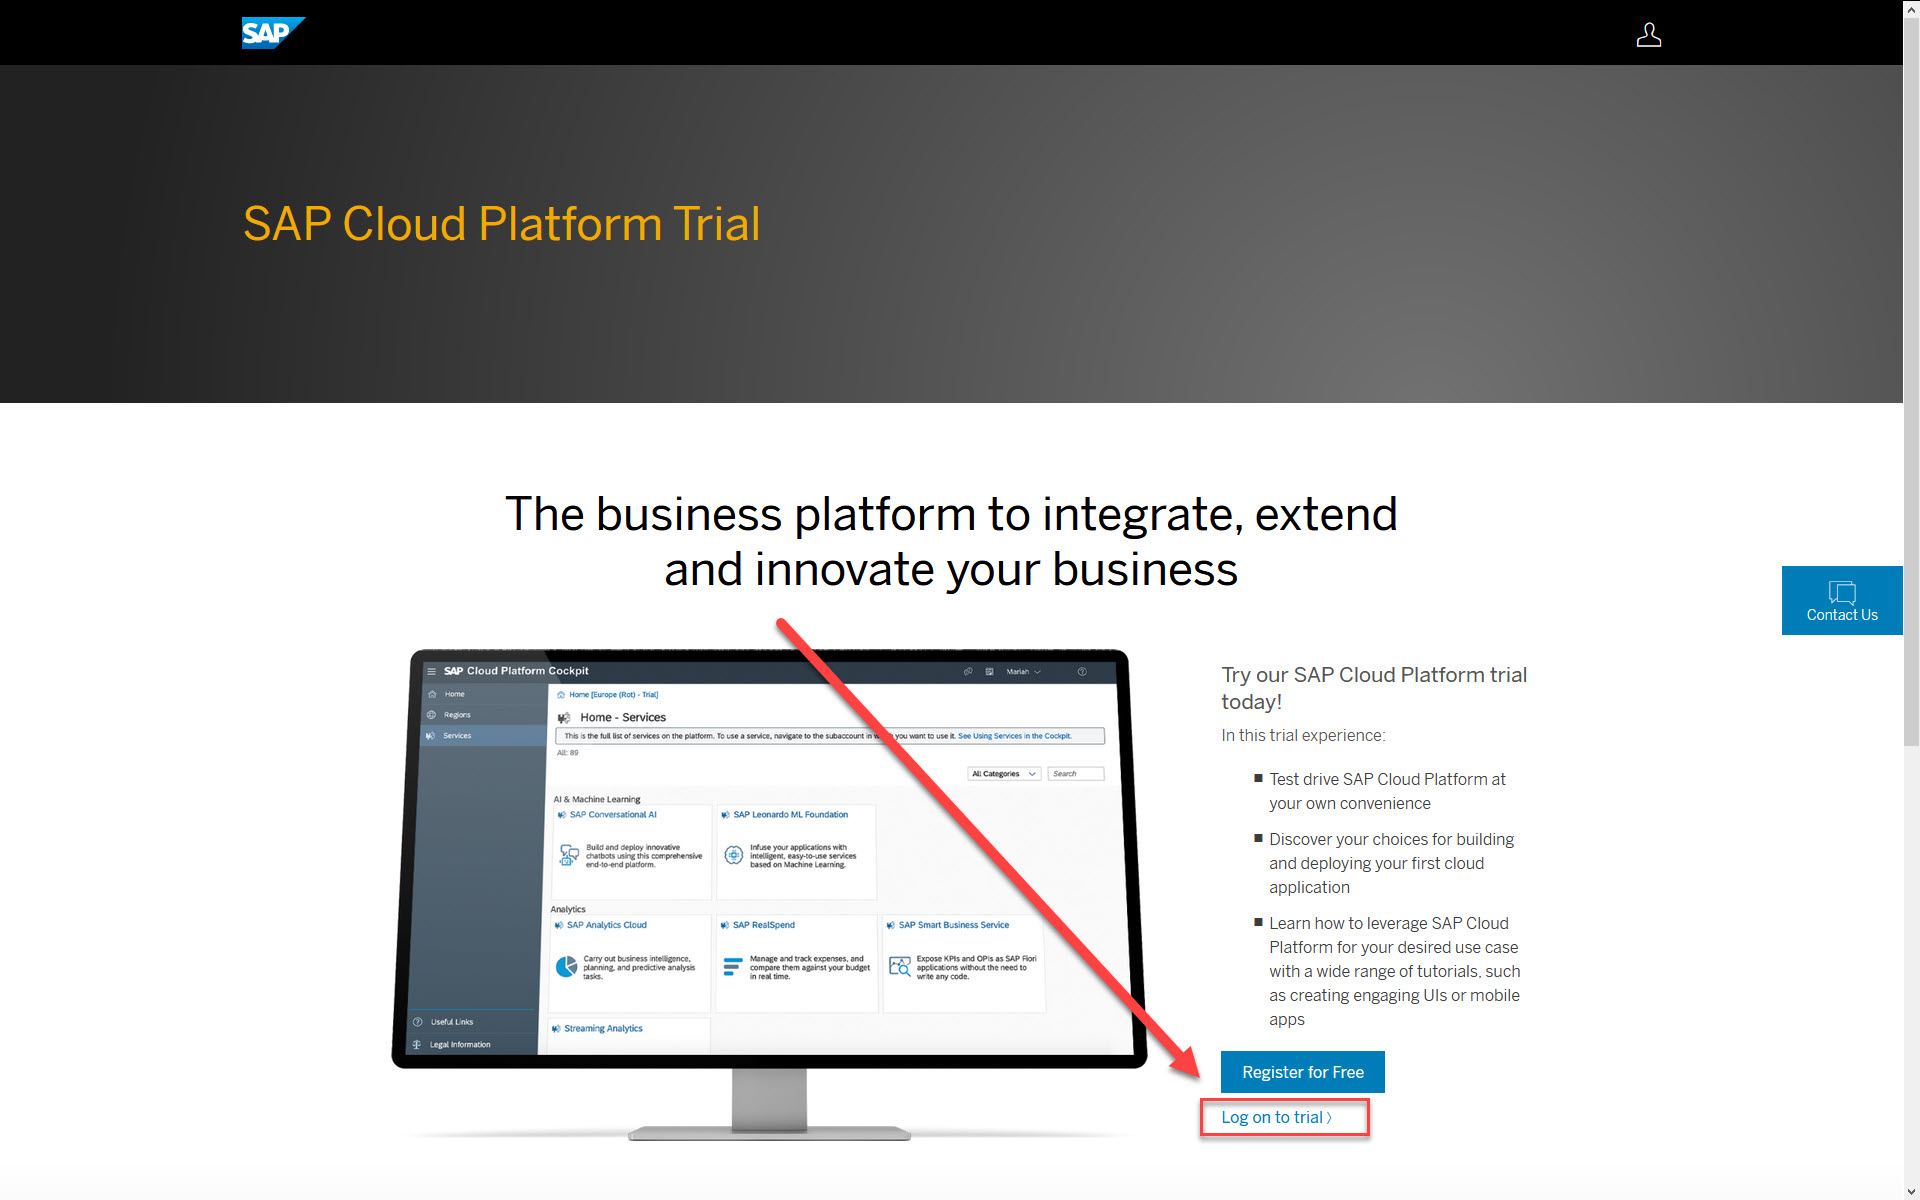 SAP
SAP Cloud Platform Trial
The business platform to integrate, extend
and innovate your business
Contact Us
SAP Cloud Platform Cockpit
Mariah
Home
Regions
Services
Useful Links
Legal Information
Home [Europe (Rot) - Trial]
Home - Services
This is the full list of services on the platform. To use a service, navigate to the subaccount in you want to use it. See Using Services in the Cockpit.
All: 89
All Categories
Search
AI & Machine Learning
SAP Conversational AI
Build and deploy innovative
chatbots using this comprehensive
end-to-end platform.
SAP Leonardo ML Foundation
Infuse your applications with
intelligent, easy-to-use services
based on Machine Learning.
Analytics
SAP Analytics Cloud
Carry out business intelligence,
planning, and predictive analysis
tasks.
SAP RealSpend
Manage and track expenses, and
compare them against your budget
in real time.
SAP Smart Business Service
Expose KPIs and OPIs as SAP Fiori
applications without the need to
write any code.
Streaming Analytics
Try our SAP Cloud Platform trial
today!
In this trial experience:
Test drive SAP Cloud Platform at
your own convenience
Discover your choices for building
and deploying your first cloud
application
Learn how to leverage SAP Cloud
Platform for your desired use case
with a wide range of tutorials, such
as creating engaging UIs or mobile
apps
Register for Free
Log on to trial